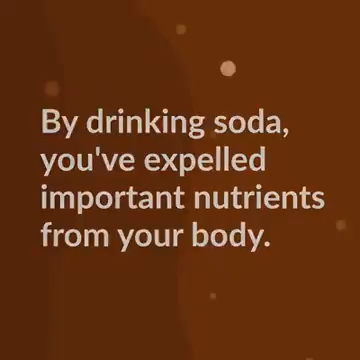 By drinking soda,
you've expelled
important nutrients
from your body.